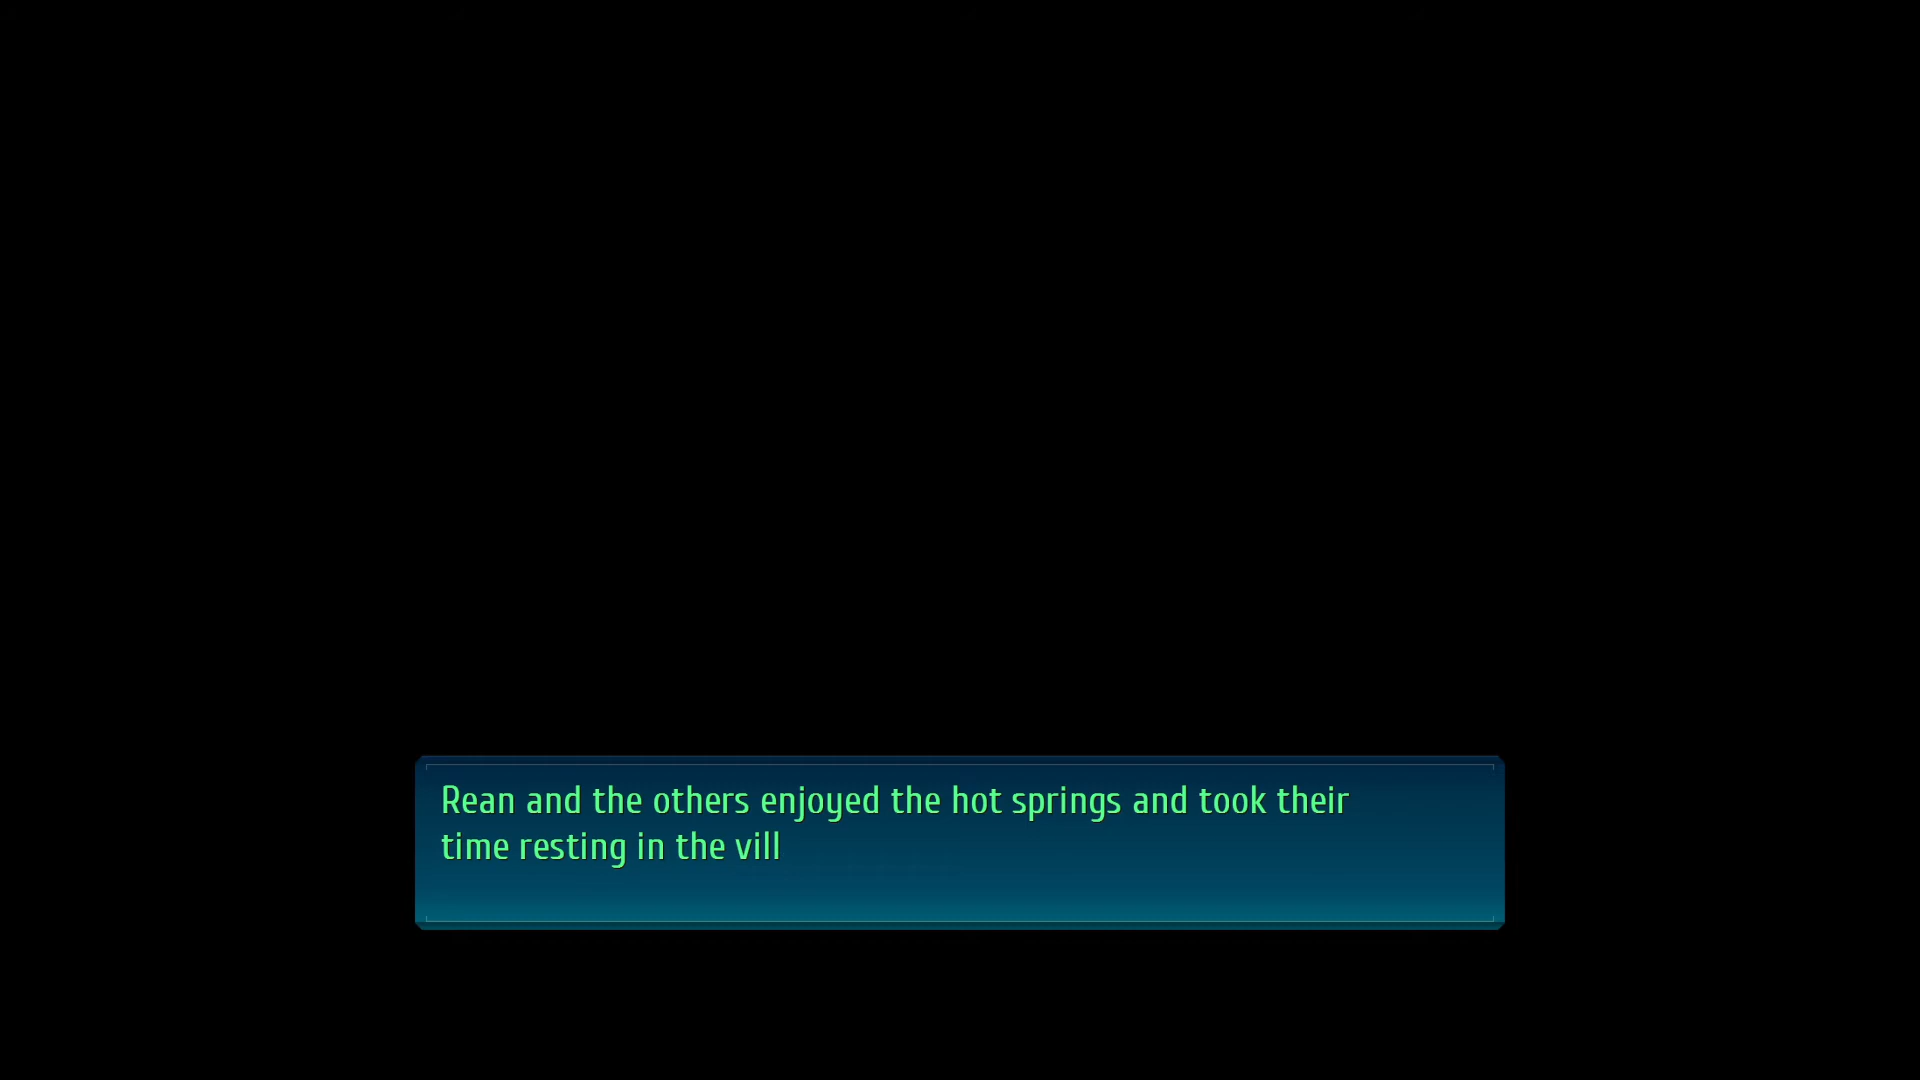 Rean and the others enjoyed the hot springs and took their
time resting in the vill